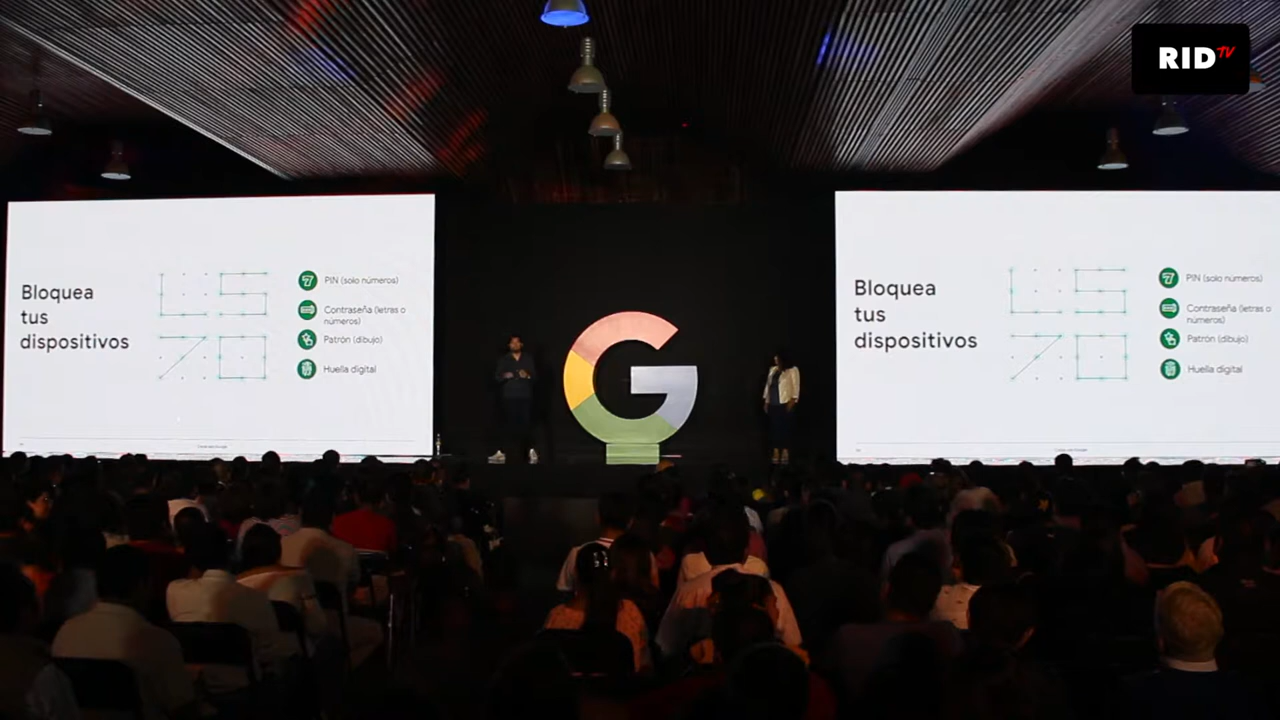 RIDTV
Bloquea
tus
dispositivos
PIN (solo números)
Contraseña (letras o
números)
Patrón (dibujo)
Huella digital
G
Bloquea
tus
dispositivos
PIN (solo números)
Contraseña (letras o
números)
Patrón (dibujo)
Huella digital